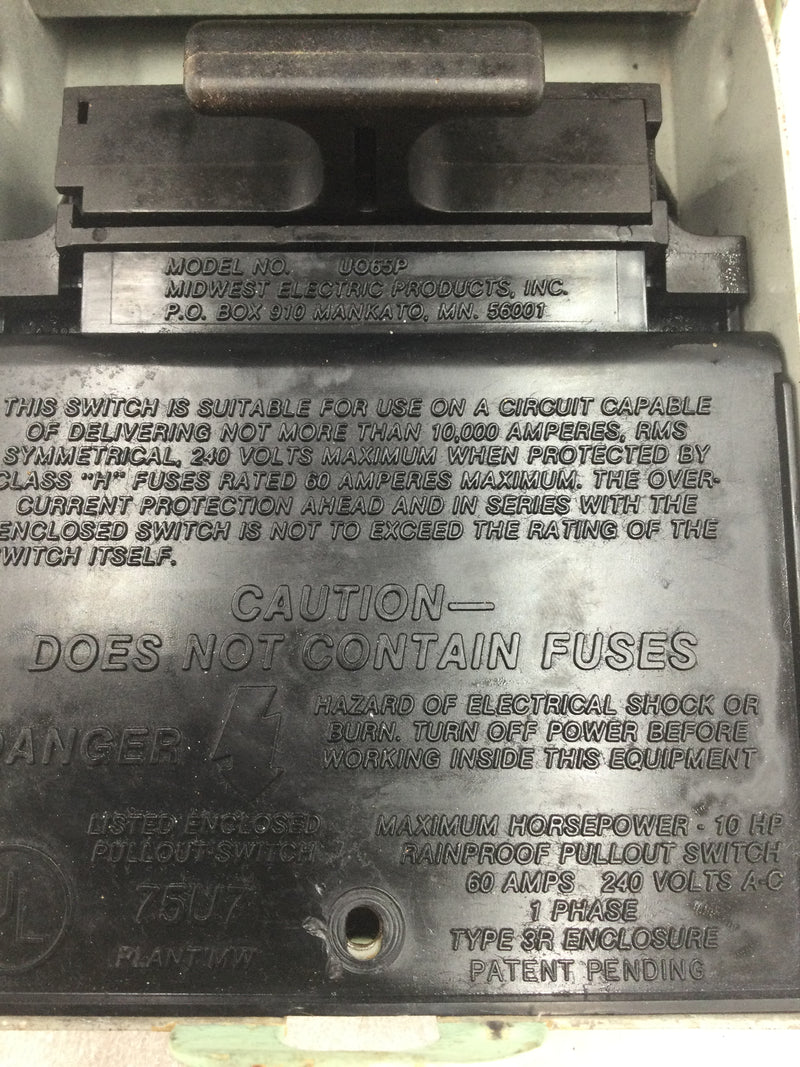 MODEL NO. UO65P
MIDWEST ELECTRIC PRODUCTS, INC.
P.O. BOX 910 MANKATO, MN. 56001
THIS SWITCH IS SUITABLE FOR USE ON A CIRCUIT CAPABLE
OF DELIVERING NOT MORE THAN 10,000 AMPERES, RMS
SYMMETRICAL, 240 VOLTS MAXIMUM WHEN PROTECTED BY
CLASS "H" FUSES RATED 60 AMPERES MAXIMUM. THE OVER-
CURRENT PROTECTION AHEAD AND IN SERIES WITH THE
ENCLOSED SWITCH IS NOT TO EXCEED THE RATING OF THE
SWITCH ITSELF.
CAUTION—
DOES NOT CONTAIN FUSES
DANGER
HAZARD OF ELECTRICAL SHOCK OR
BURN. TURN OFF POWER BEFORE
WORKING INSIDE THIS EQUIPMENT
LISTED ENCLOSED
PULLOUT SWITCH
75U7
PLANT MW
UL
MAXIMUM HORSEPOWER - 10 HP
RAINPROOF PULLOUT SWITCH
60 AMPS 240 VOLTS A-C
1 PHASE
TYPE 3R ENCLOSURE
PATENT PENDING